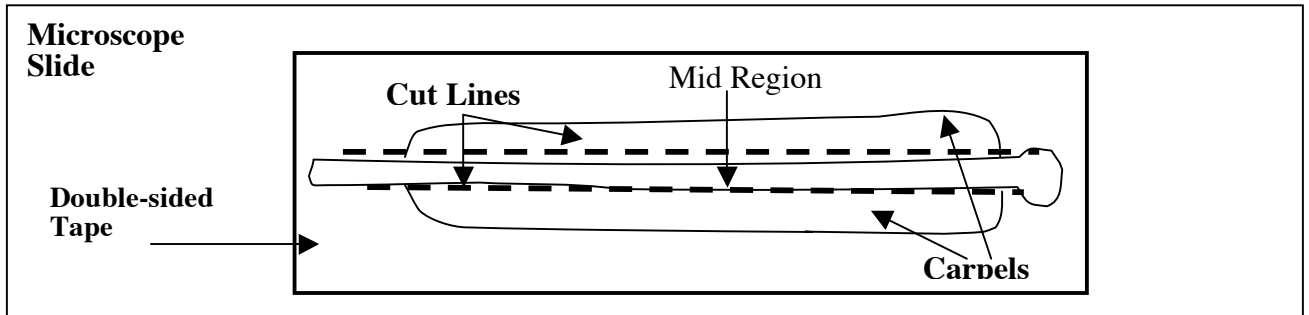 Microscope
Slide
Mid Region
Cut Lines
Double-sided
Tape
Carpels